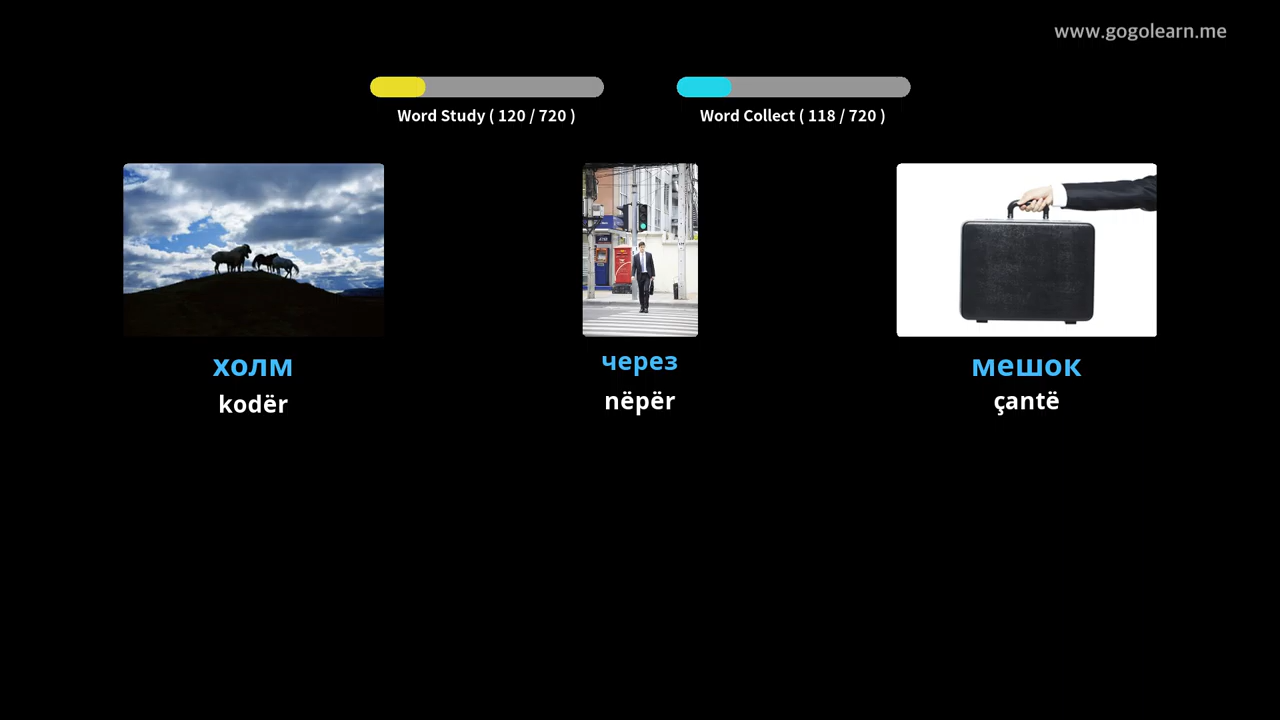 www.gogolearn.me
Word Study ( 120 / 720 )
Word Collect ( 118 / 720 )
холм
kodër
через
nëpër
мешок
çantë